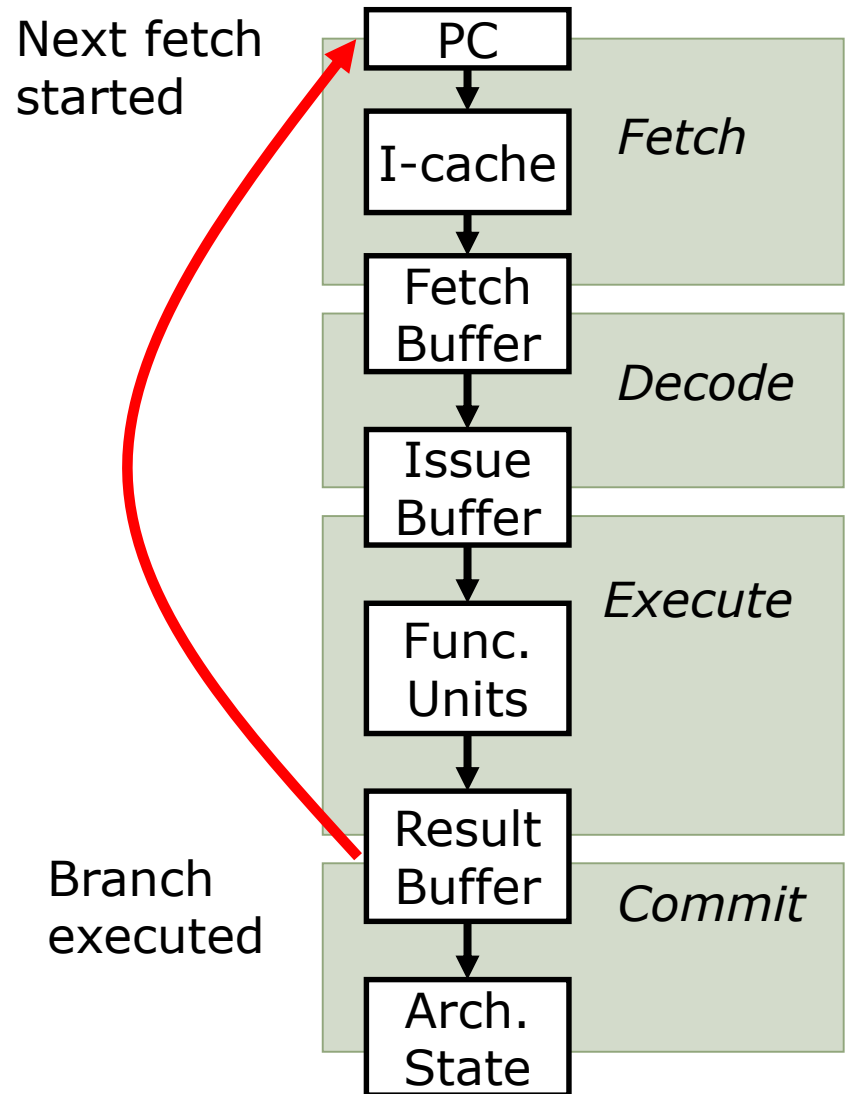 Next fetch
started
PC
Fetch
I-cache
Fetch
Buffer
Decode
Issue
Buffer
Execute
Func.
Units
Result
Buffer
Branch
executed
Commit
Arch.
State